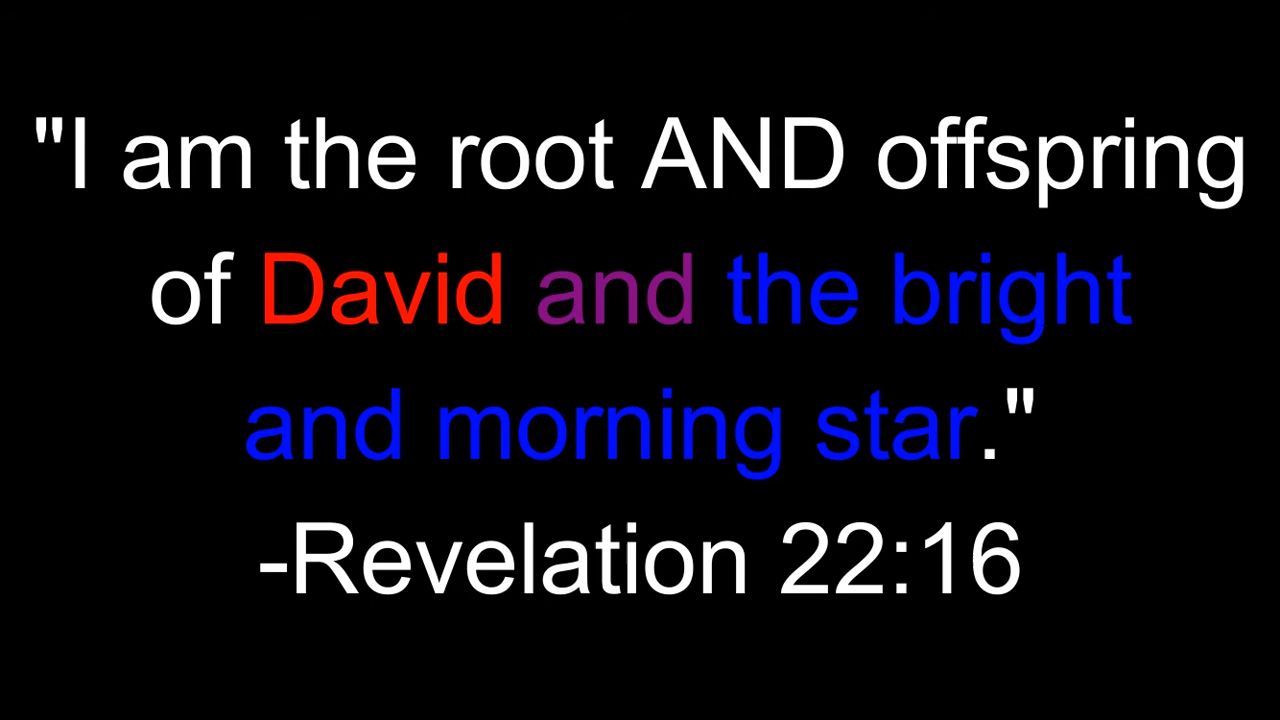 "I am the root AND offspring
of David and the bright
and morning star."
-Revelation 22:16